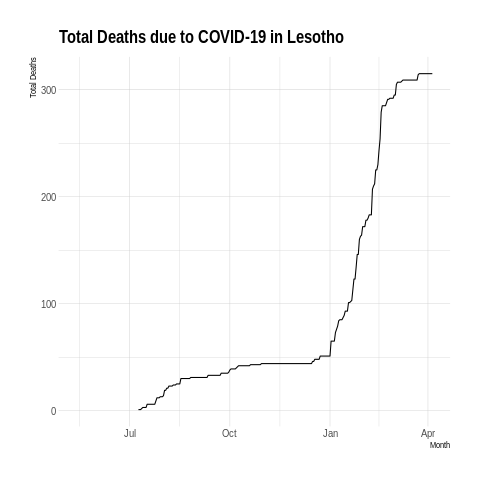 Total Deaths due to COVID-19 in Lesotho
Total Deaths
300
200
100
0
Jul Oct Jan Apr
Month